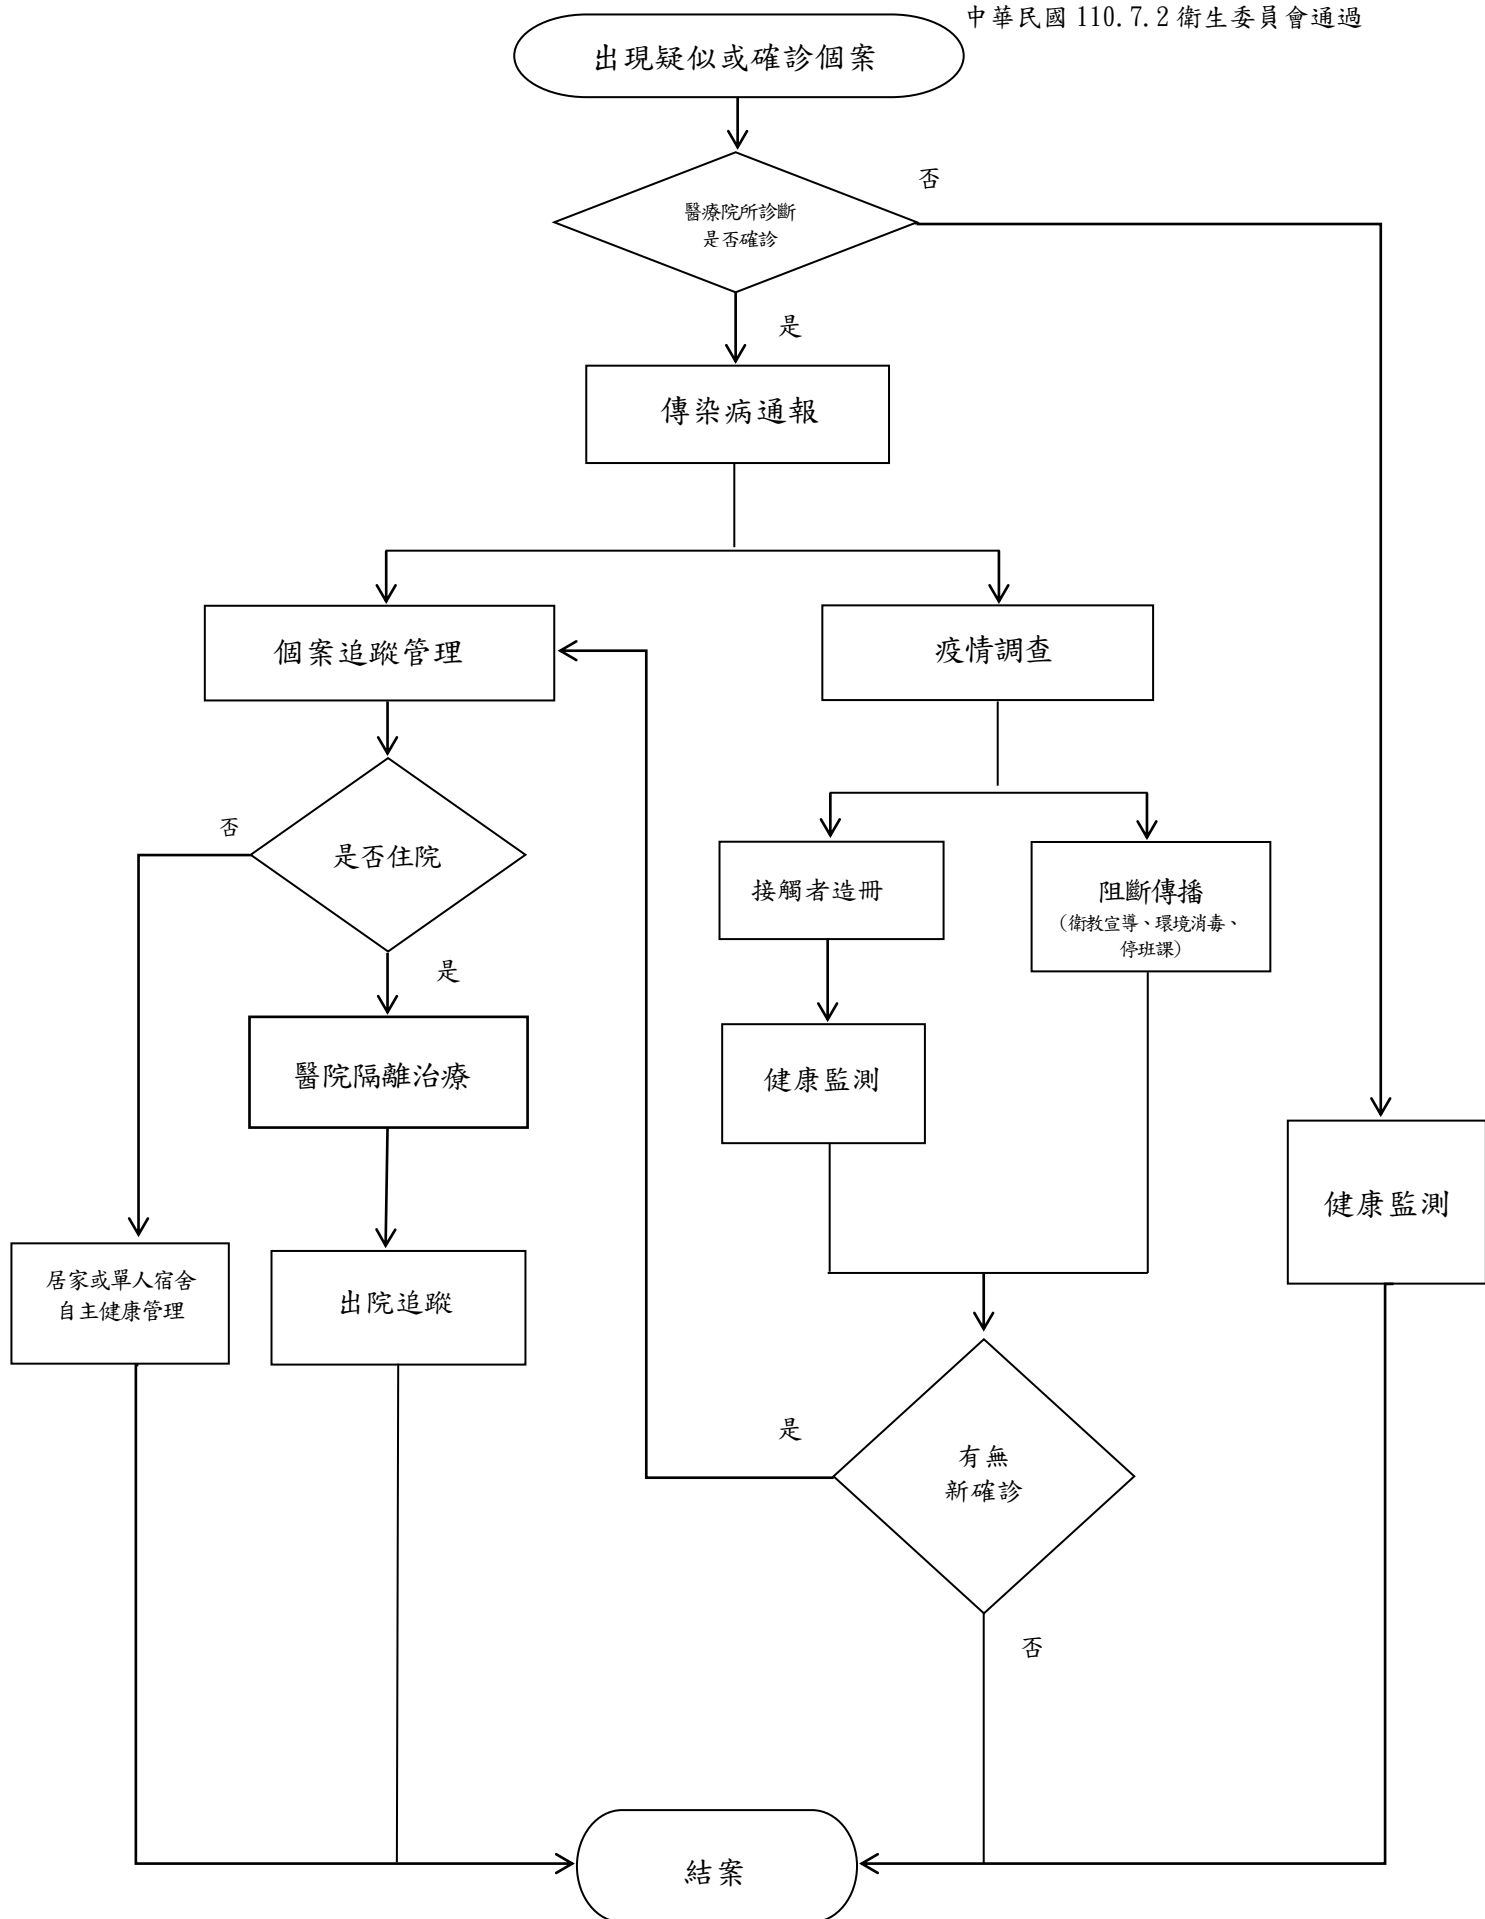 中華民國 110.7.2 衛生委員會通過
出現疑似或確診個案
否
醫療院所診斷
是否確診
是
傳染病通報
個案追蹤管理
疫情調查
否
是否住院
接觸者造冊
阻斷傳播
(衛教宣導、環境消毒、
停班課)
是
醫院隔離治療
健康監測
健康監測
居家或單人宿舍
自主健康管理
出院追蹤
是
有無
新確診
否
結案